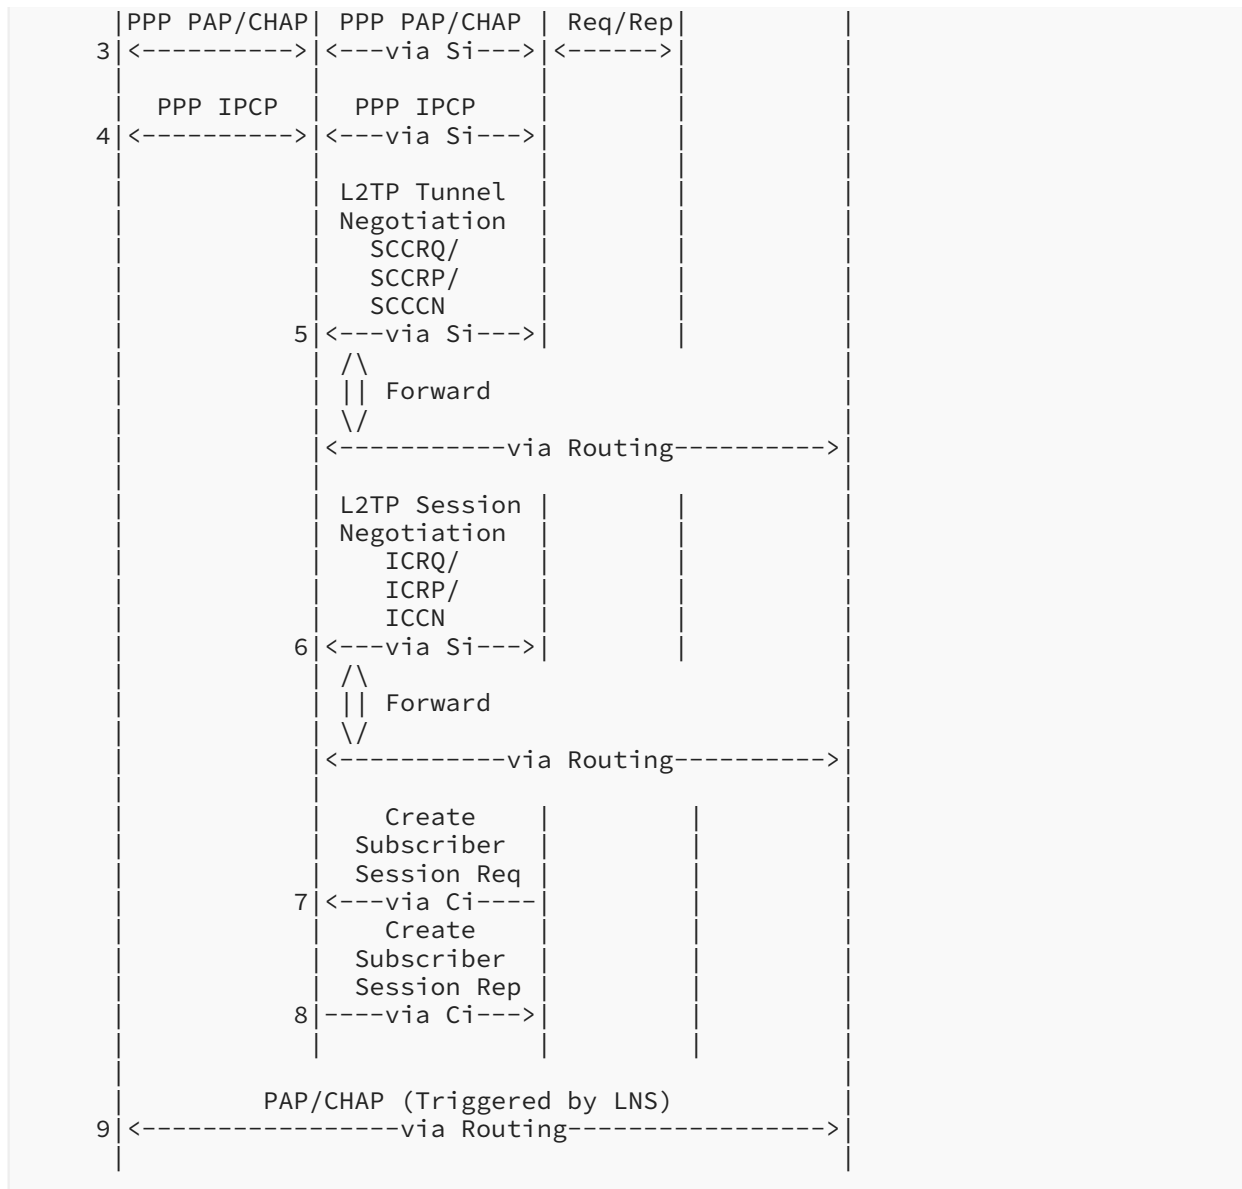 |PPP PAP/CHAP| PPP PAP/CHAP | Req/Rep|          |
3|<---------->|<---via Si--->|<------>|          |
|            |              |        |          |
|  PPP IPCP  |  PPP IPCP    |        |          |
4|<---------->|<---via Si--->|        |          |
|            |              |        |          |
|            | L2TP Tunnel  |        |          |
|            | Negotiation  |        |          |
|            |   SCCRQ/     |        |          |
|            |   SCCRP/     |        |          |
|            |   SCCCN      |        |          |
|           5|<---via Si--->|        |          |
|            | /\                               |
|            | || Forward                       |
|            | \/                               |
|            |<-----------via Routing---------->|
|            |                                  |
|            | L2TP Session |        |          |
|            | Negotiation  |        |          |
|            |    ICRQ/     |        |          |
|            |    ICRP/     |        |          |
|            |    ICCN      |        |          |
|           6|<---via Si--->|        |          |
|            | /\                               |
|            | || Forward                       |
|            | \/                               |
|            |<-----------via Routing---------->|
|            |                                  |
|            |    Create    |         |         |
|            |  Subscriber  |         |         |
|            |  Session Req |         |         |
|           7|<---via Ci----|         |         |
|            |    Create    |         |         |
|            |  Subscriber  |         |         |
|            |  Session Rep |         |         |
|           8|----via Ci--->|         |         |
|            |              |         |         |
|                                               |
|         PAP/CHAP (Triggered by LNS)           |
9|<-----------------via Routing----------------->|
|                                               |